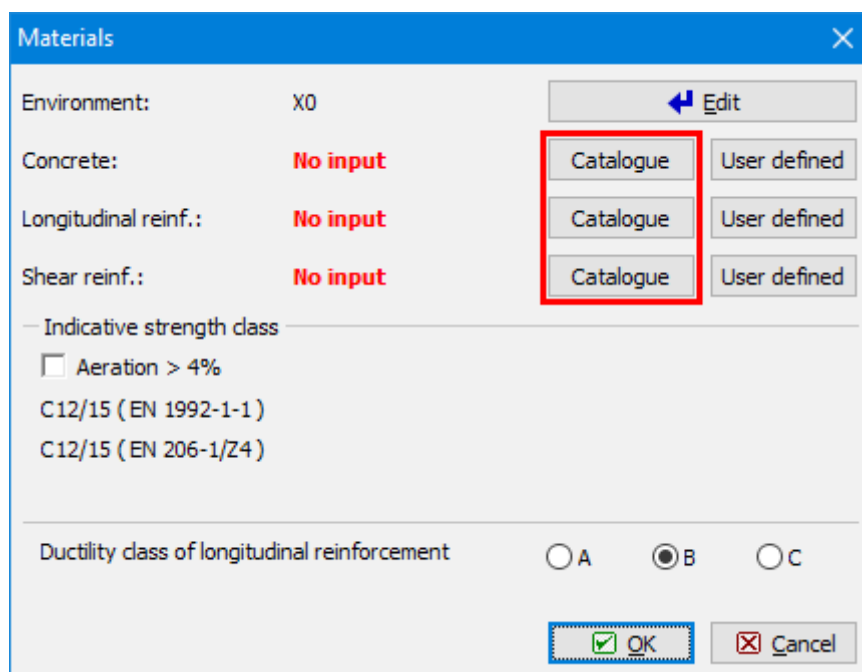 Materials
Environment: X0 Edit
Concrete: No input Catalogue User defined
Longitudinal reinf.: No input Catalogue User defined
Shear reinf.: No input Catalogue User defined
Indicative strength class
Aeration > 4%
C12/15 ( EN 1992-1-1 )
C12/15 ( EN 206-1/Z4 )
Ductility class of longitudinal reinforcement A B C
OK Cancel